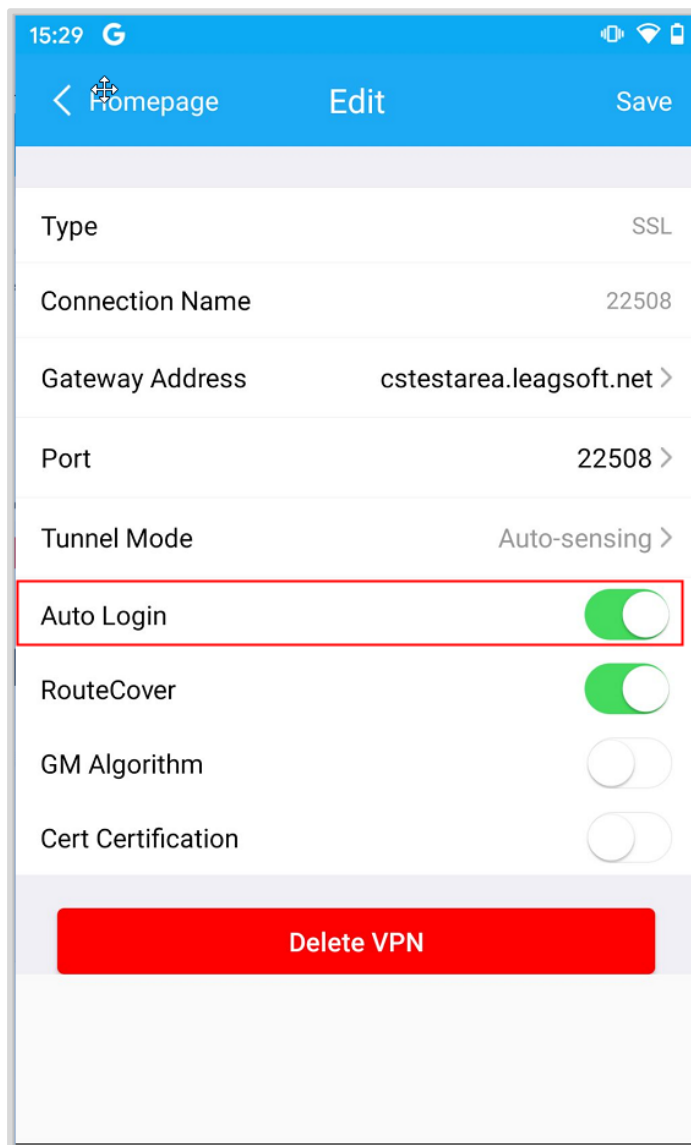 15:29 G
Homepage Edit Save
Type SSL
Connection Name 22508
Gateway Address cstestarea.leagsoft.net
Port 22508
Tunnel Mode Auto-sensing
Auto Login
RouteCover
GM Algorithm
Cert Certification
Delete VPN